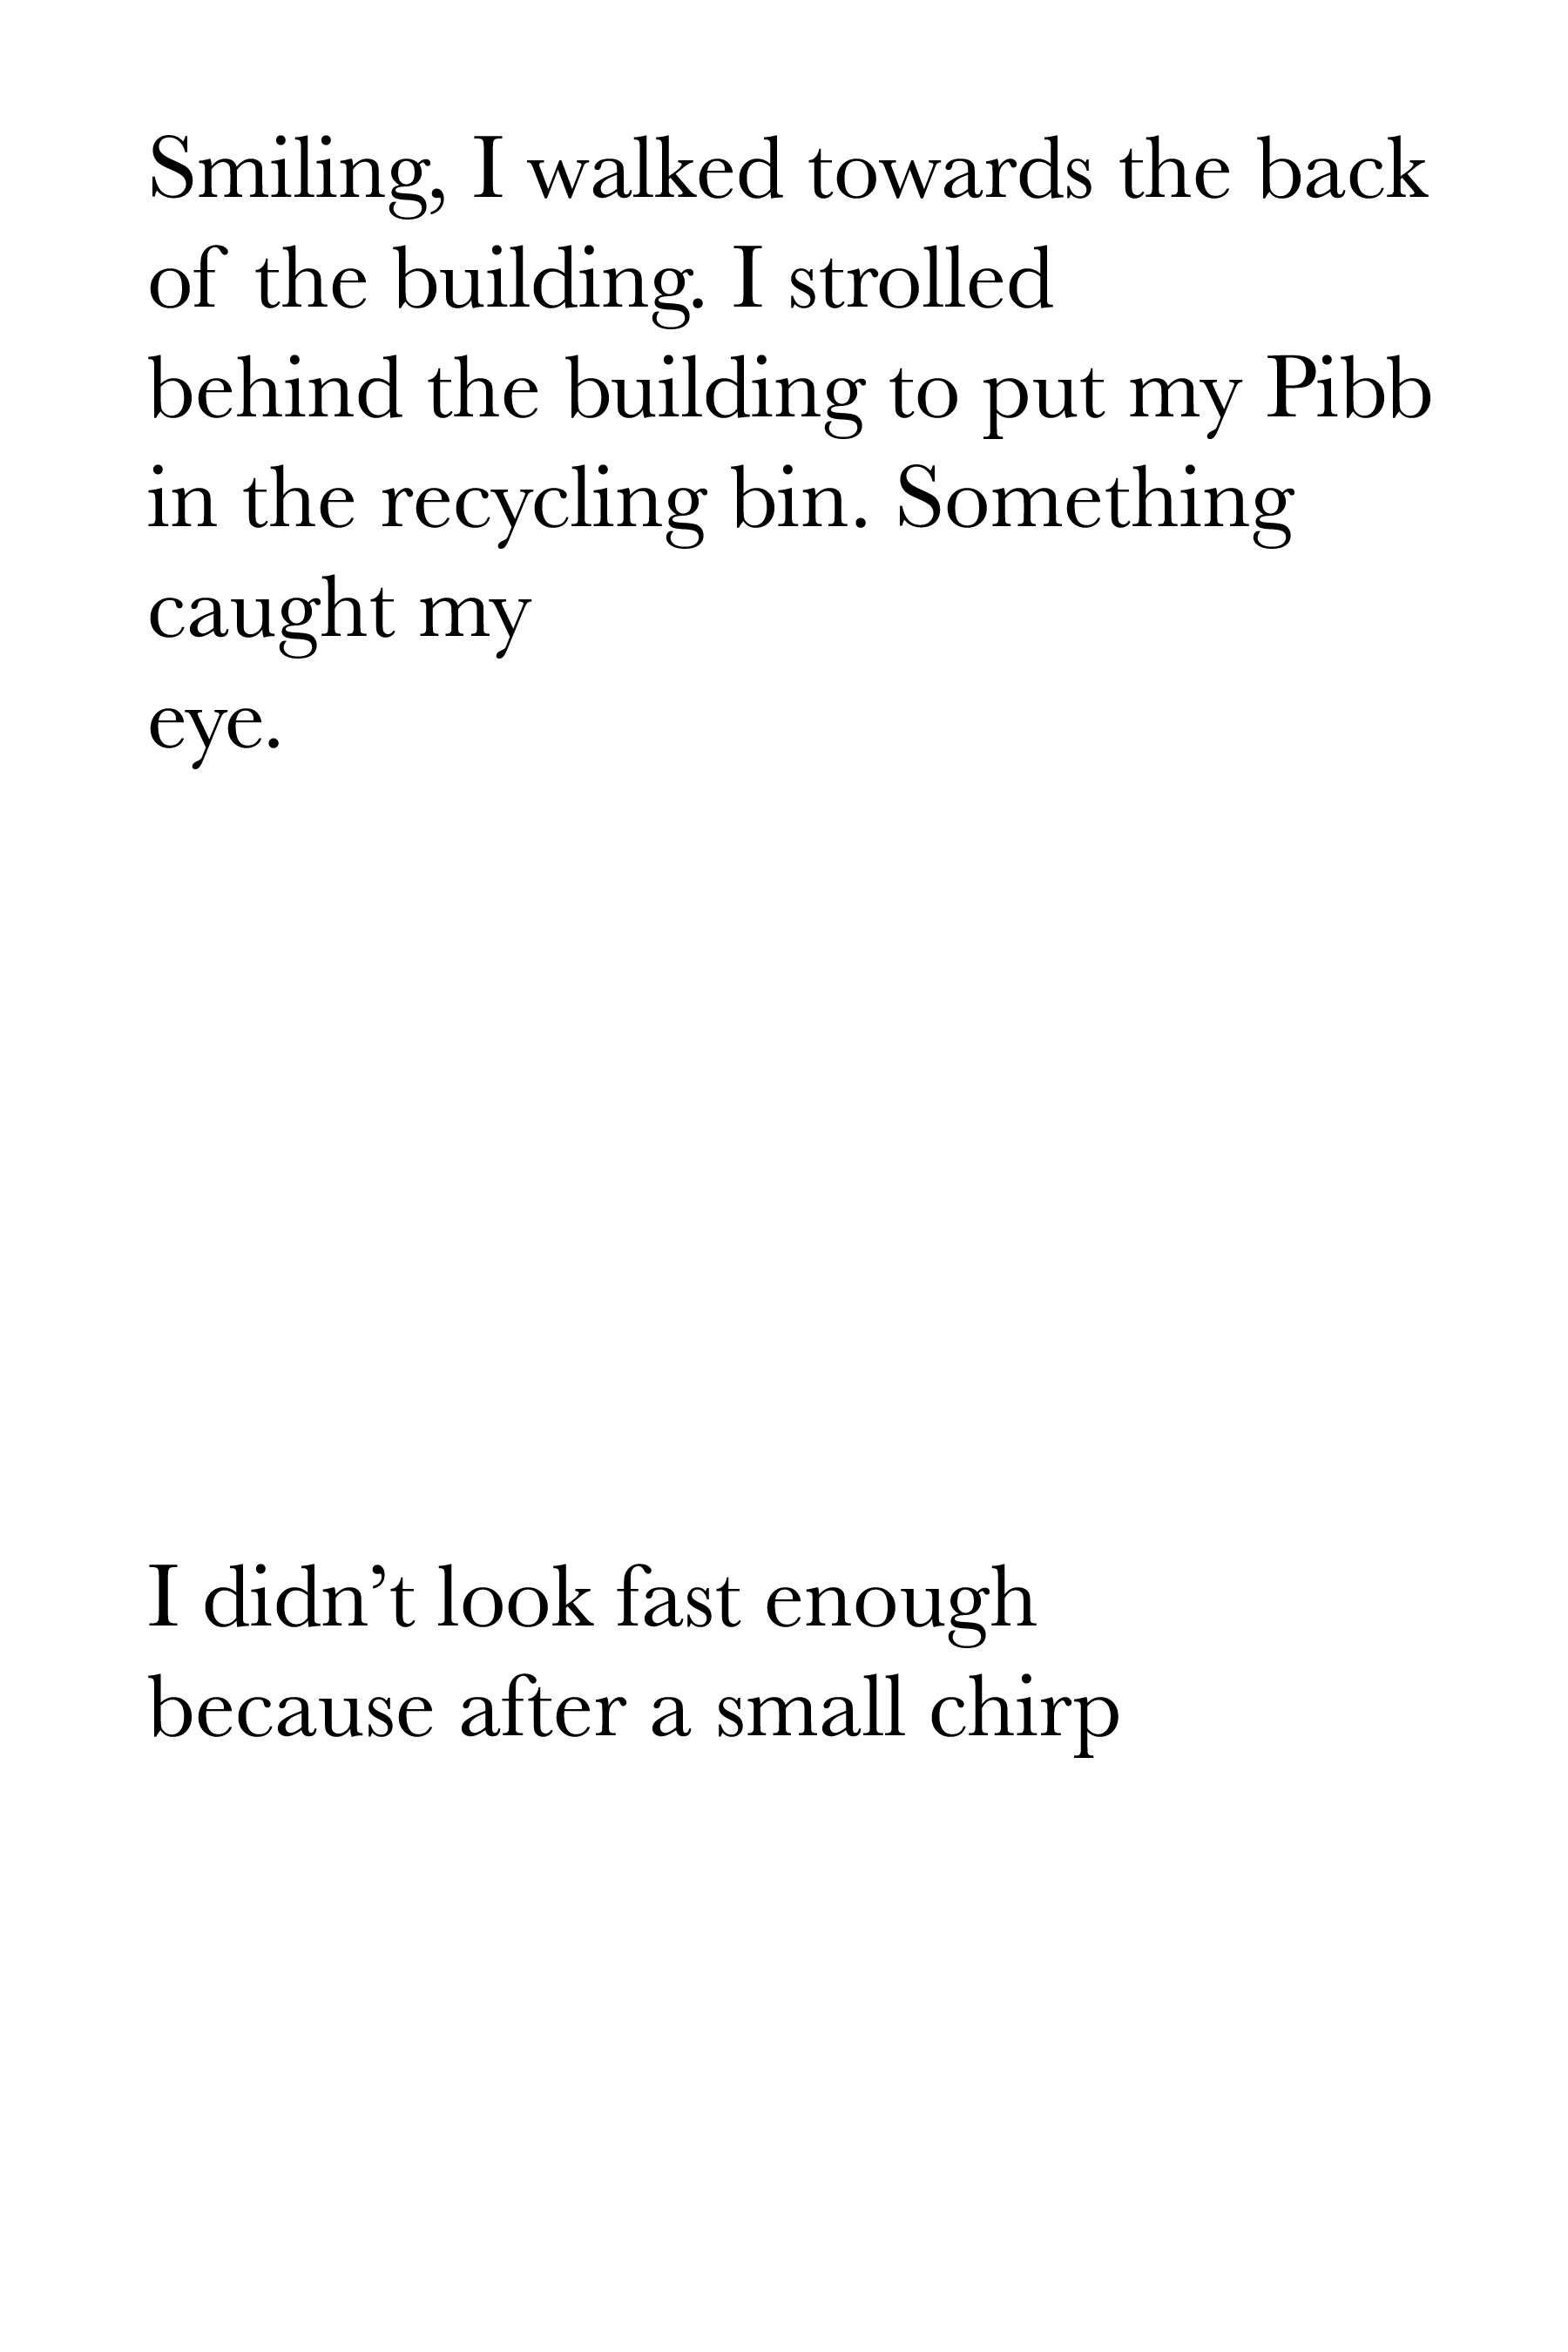 Smiling, I walked towards the back
of the building. I strolled
behind the building to put my Pibb
in the recycling bin. Something
caught my
eye.
I didn’t look fast enough
because after a small chirp